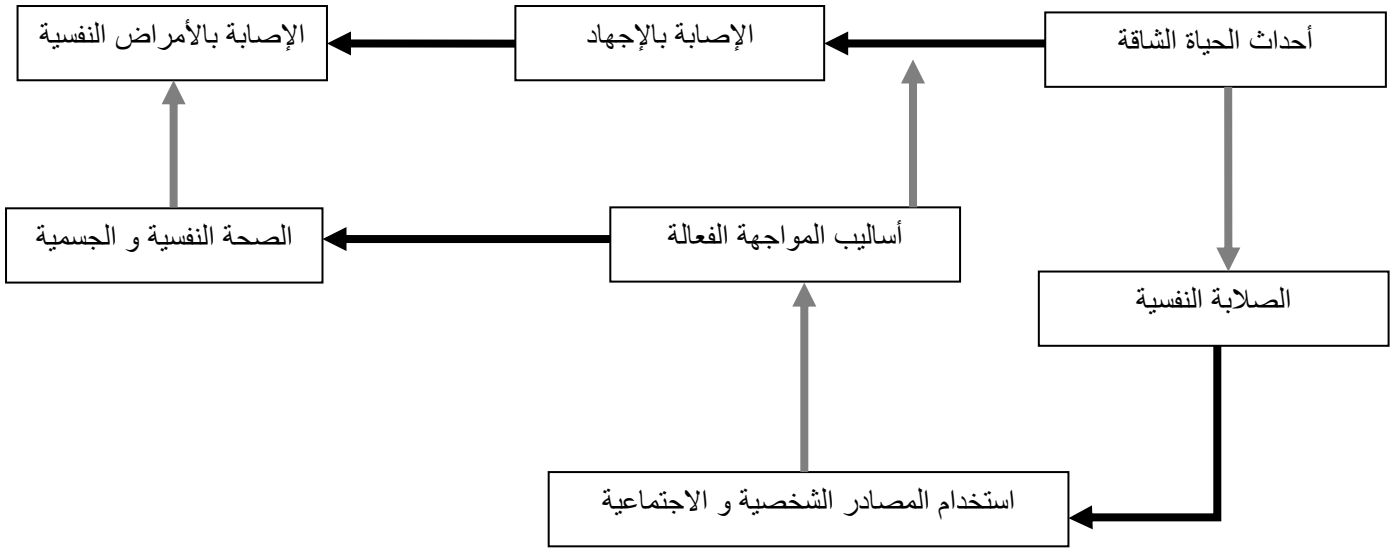 أحداث الحياة الشاقة
الإصابة بالإجهاد
الإصابة بالأمراض النفسية
أساليب المواجهة الفعالة
الصحة النفسية و الجسمية
الصلابة النفسية
استخدام المصادر الشخصية و الاجتماعية